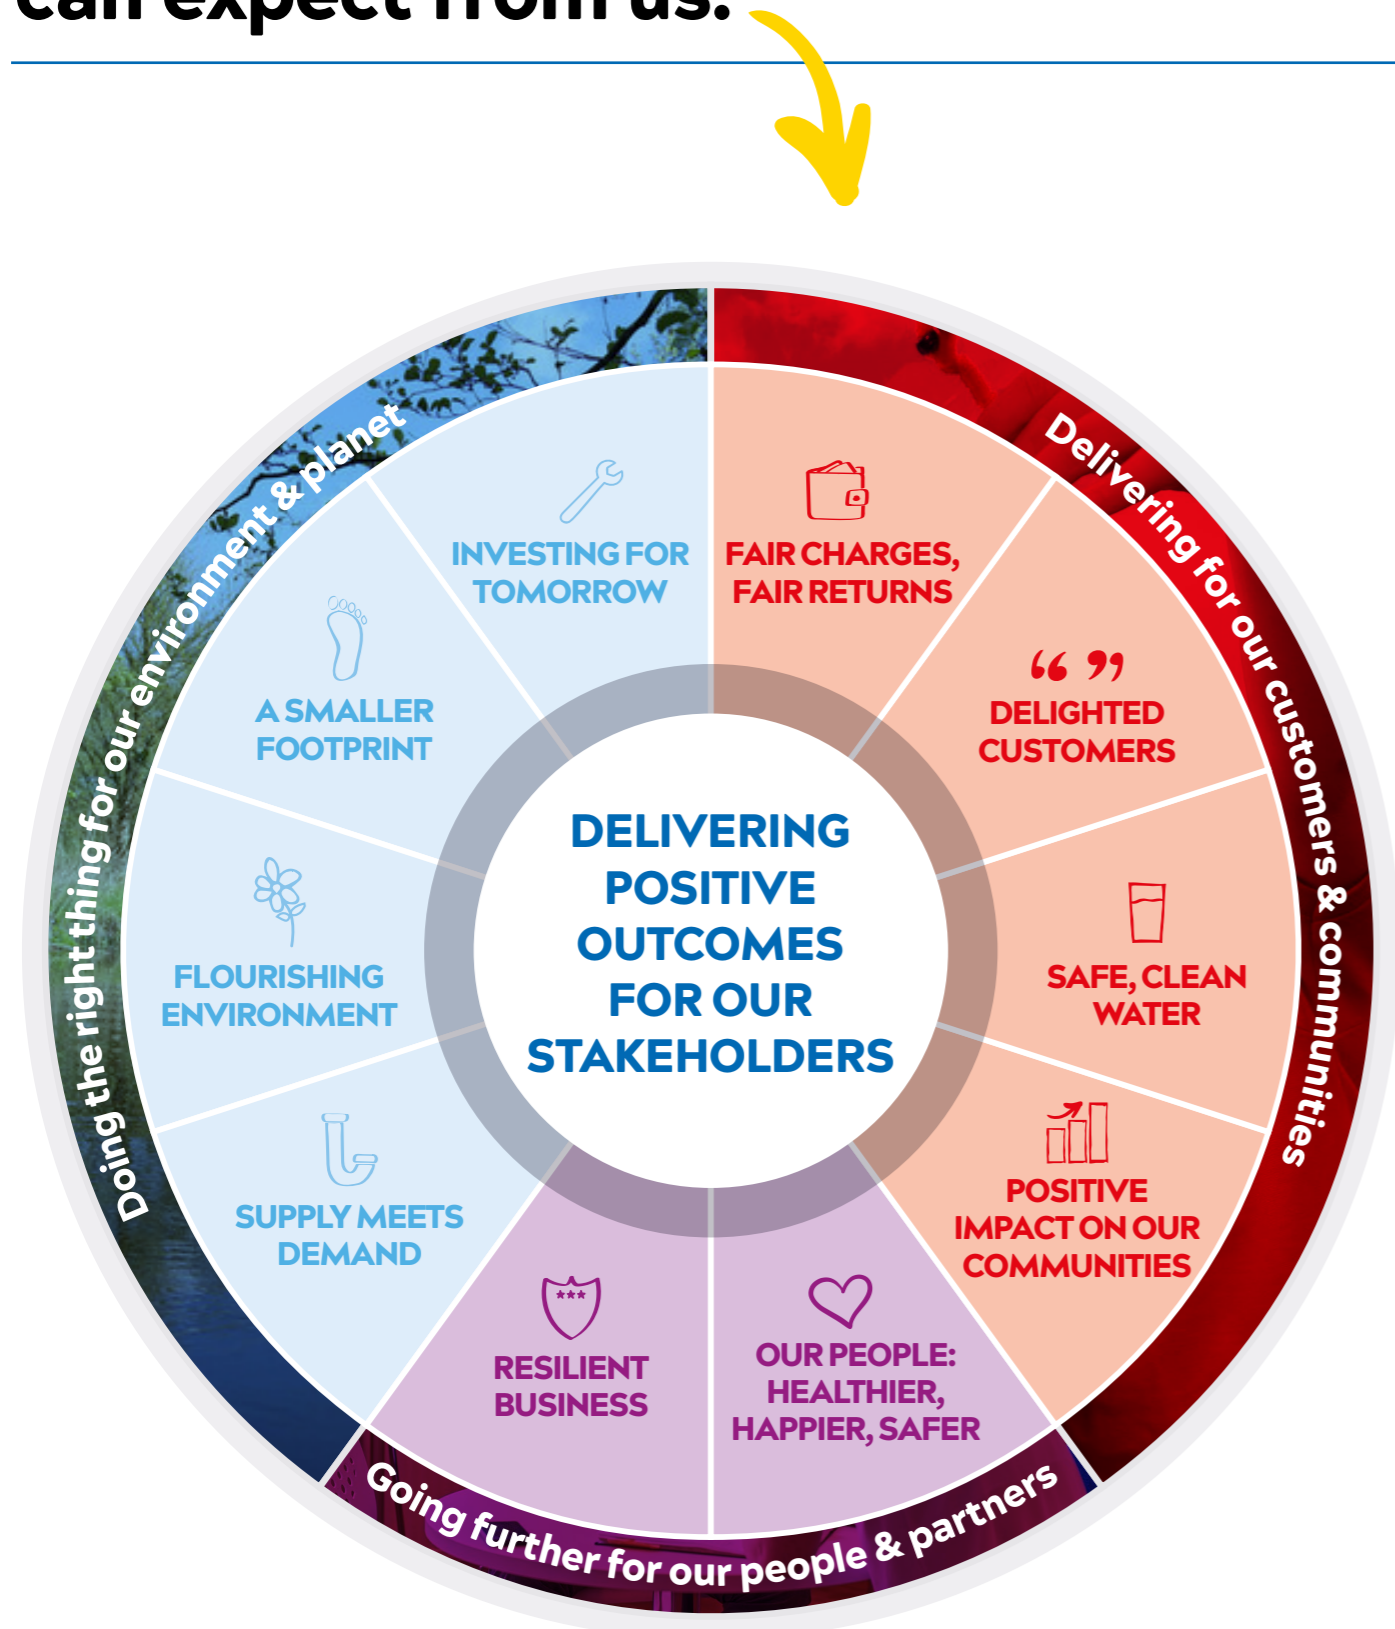 can expect from us:
Doing the right thing for our environment & planet
Delivering for our customers & communities
INVESTING FOR
TOMORROW
FAIR CHARGES,
FAIR RETURNS
A SMALLER
FOOTPRINT
“ ”
DELIGHTED
CUSTOMERS
DELIVERING
POSITIVE
OUTCOMES
FOR OUR
STAKEHOLDERS
FLOURISHING
ENVIRONMENT
SAFE, CLEAN
WATER
SUPPLY MEETS
DEMAND
POSITIVE
IMPACT ON OUR
COMMUNITIES
RESILIENT
BUSINESS
OUR PEOPLE:
HEALTHIER,
HAPPIER, SAFER
Going further for our people & partners